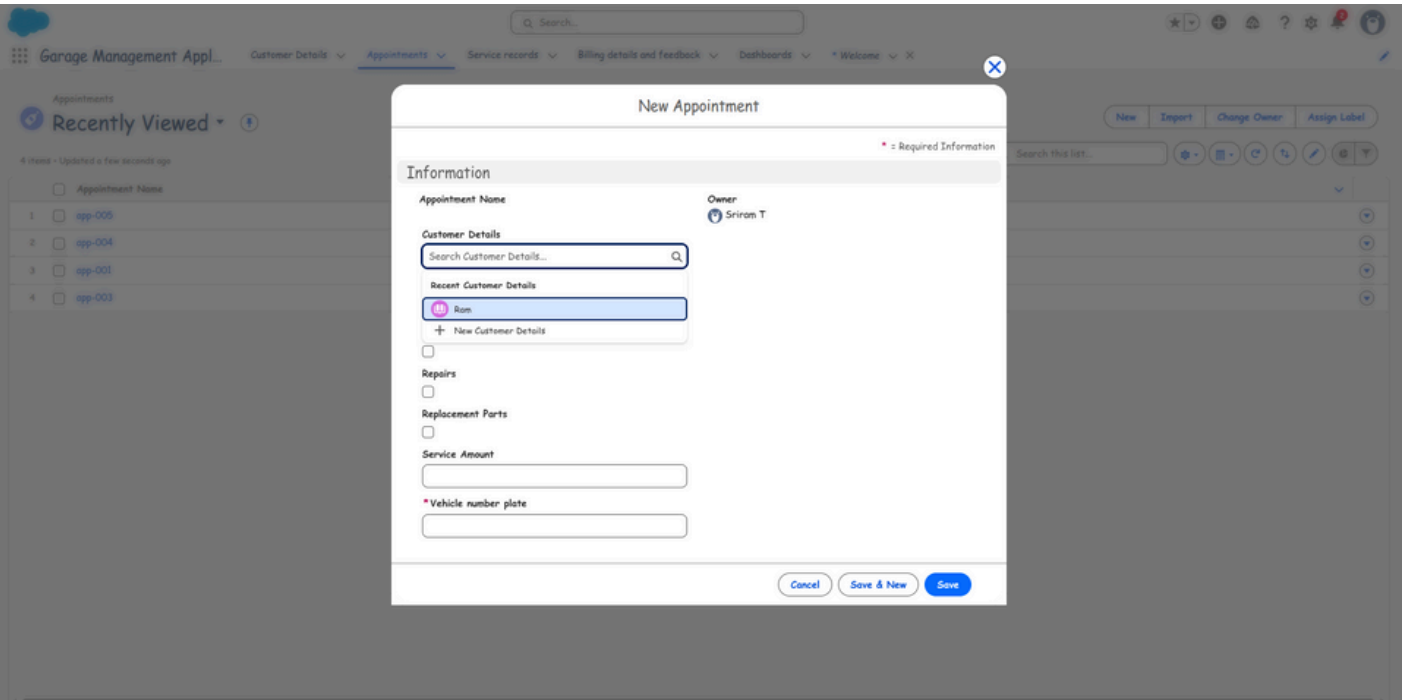 Search...
Garage Management Appl... Customer Details Appointments Service records Billing details and feedback Dashboards * Welcome
Appointments
Recently Viewed
New Import Change Owner Assign Label
4 items • Updated a few seconds ago
Search this list...
Appointment Name
1 app-005
2 app-004
3 app-001
4 app-003
New Appointment
* = Required Information
Information
Appointment Name
Owner
Sriram T
Customer Details
Search Customer Details...
Recent Customer Details
Ram
+ New Customer Details
Repairs
Replacement Parts
Service Amount
*Vehicle number plate
Cancel Save & New Save